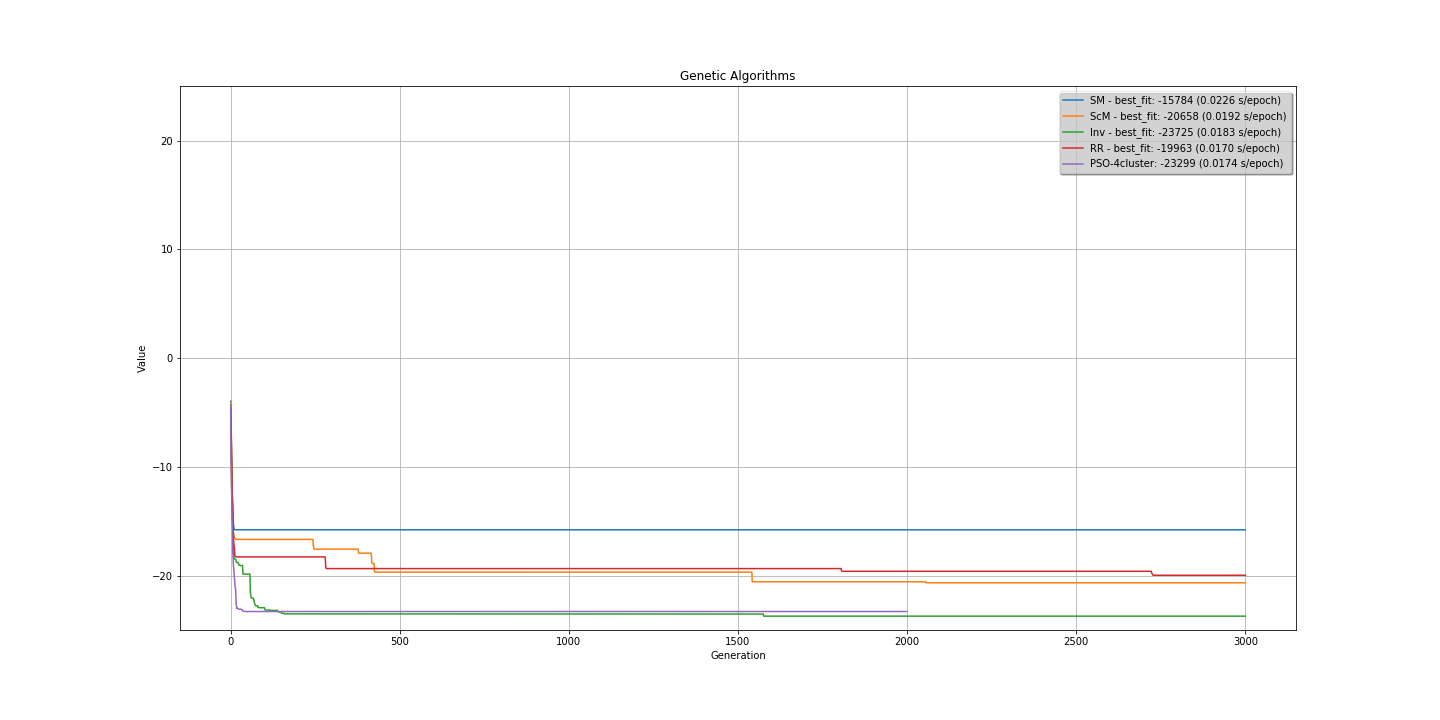 Genetic Algorithms
SM - best_fit: -15784 (0.0226 s/epoch)
ScM - best_fit: -20658 (0.0192 s/epoch)
Inv - best_fit: -23725 (0.0183 s/epoch)
RR - best_fit: -19963 (0.0170 s/epoch)
PSO-4cluster: -23299 (0.0174 s/epoch)
Value
20
10
0
−10
−20
0 500 1000 1500 2000 2500 3000
Generation